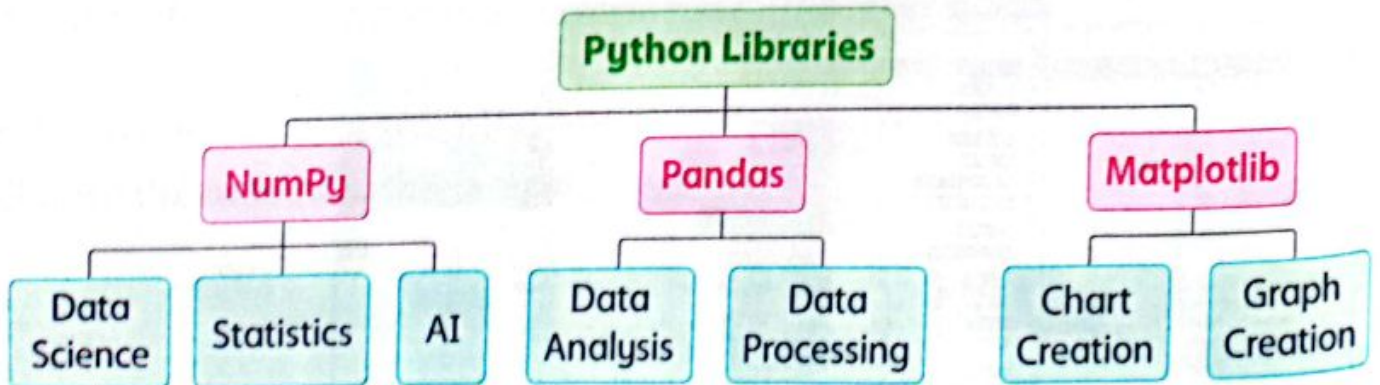 Python Libraries
NumPy
Pandas
Matplotlib
Data
Science
Statistics
AI
Data
Analysis
Data
Processing
Chart
Creation
Graph
Creation